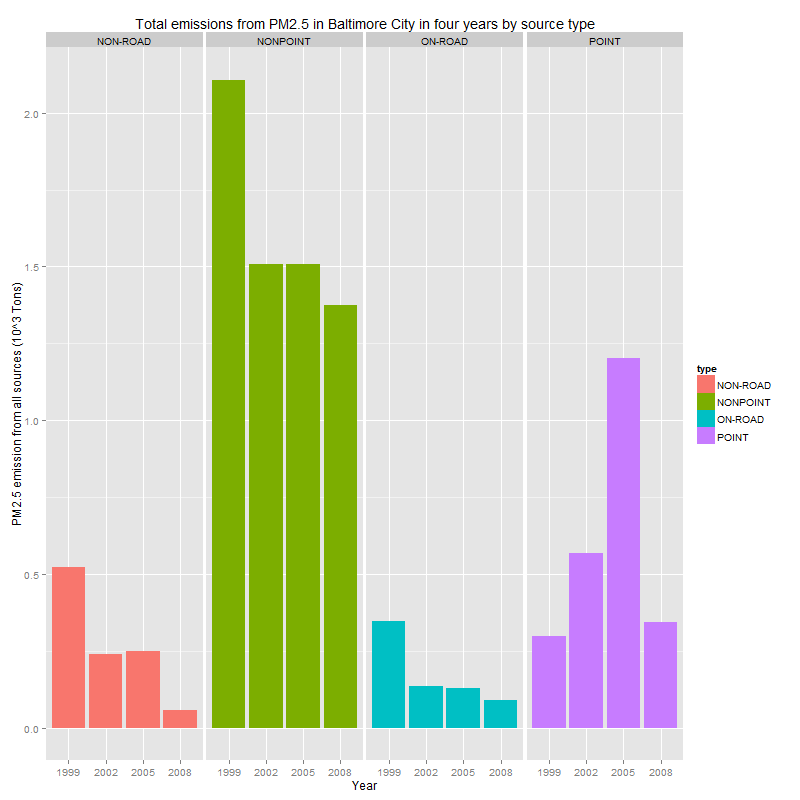 Total emissions from PM2.5 in Baltimore City in four years by source type
NON-ROAD NONPOINT ON-ROAD POINT
PM2.5 emission from all sources (10^3 Tons)
2.0
1.5
1.0
0.5
0.0
1999 2002 2005 2008 1999 2002 2005 2008 1999 2002 2005 2008 1999 2002 2005 2008
Year
type
NON-ROAD
NONPOINT
ON-ROAD
POINT